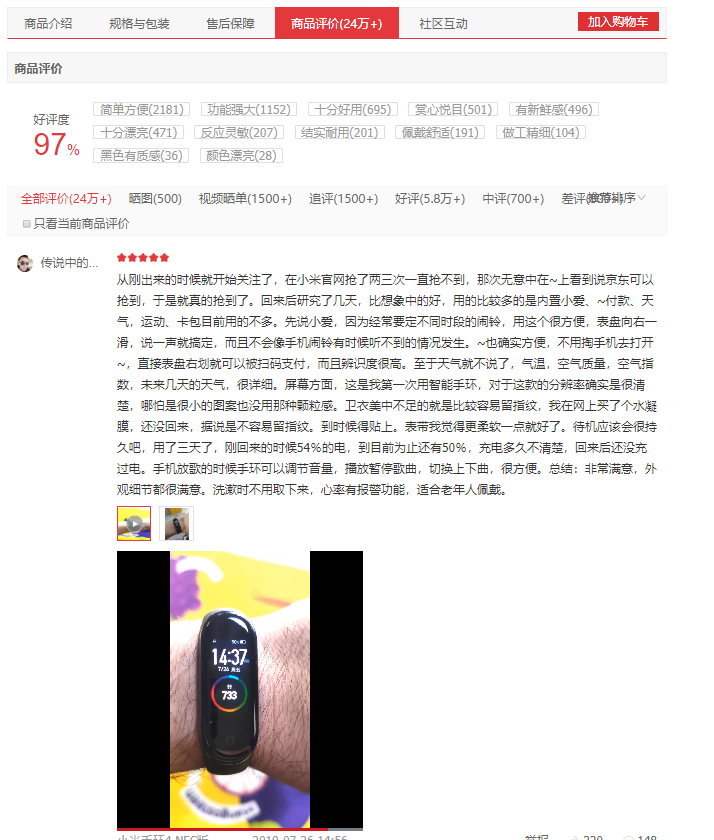 商品介绍 规格与包装 售后保障 商品评价(24万+) 社区互动 加入购物车
商品评价
好评度
97%
简单方便(2181) 功能强大(1152) 十分好用(695) 赏心悦目(501) 有新鲜感(496)
十分漂亮(471) 反应灵敏(207) 结实耐用(201) 佩戴舒适(191) 做工精细(104)
黑色有质感(36) 颜色漂亮(28)
全部评价(24万+) 晒图(500) 视频晒单(1500+) 追评(1500+) 好评(5.8万+) 中评(700+) 差评 推荐排序
只看当前商品评价
传说中的...
从刚出来的时候就开始关注了，在小米官网抢了两三次一直抢不到，那次无意中在~上看到说京东可以
抢到，于是就真的抢到了。回来后研究了几天，比想象中的好，用的比较多的是内置小爱、~付款、天
气，运动、卡包目前用的不多。先说小爱，因为经常要定不同时段的闹铃，用这个很方便，表盘向右一
滑，说一声就搞定，而且不会像手机闹铃有时候听不到的情况发生。~也确实方便，不用掏手机去打开
~，直接表盘右划就可以被扫码支付，而且辨识度很高。至于天气就不说了，气温，空气质量，空气指
数，未来几天的天气，很详细。屏幕方面，这是我第一次用智能手环，对于这款的分辨率确实是很清
楚，哪怕是很小的图案也没用那种颗粒感。卫衣美中不足的就是比较容易留指纹，我在网上买了个水凝
膜，还没回来，据说是不容易留指纹。到时候得贴上。表带我觉得更柔软一点就好了。待机应该会很持
久吧，用了三天了，刚回来的时候54%的电，到目前为止还有50%，充电多久不清楚，回来后还没充
过电。手机放歌的时候手环可以调节音量，播放暂停歌曲，切换上下曲，很方便。总结：非常满意，外
观细节都很满意。洗漱时不用取下来，心率有报警功能，适合老年人佩戴。
50%
14:37
7/26 周五
733
小米手环4 NFC版 2019-07-26 14:56 举报 220 148